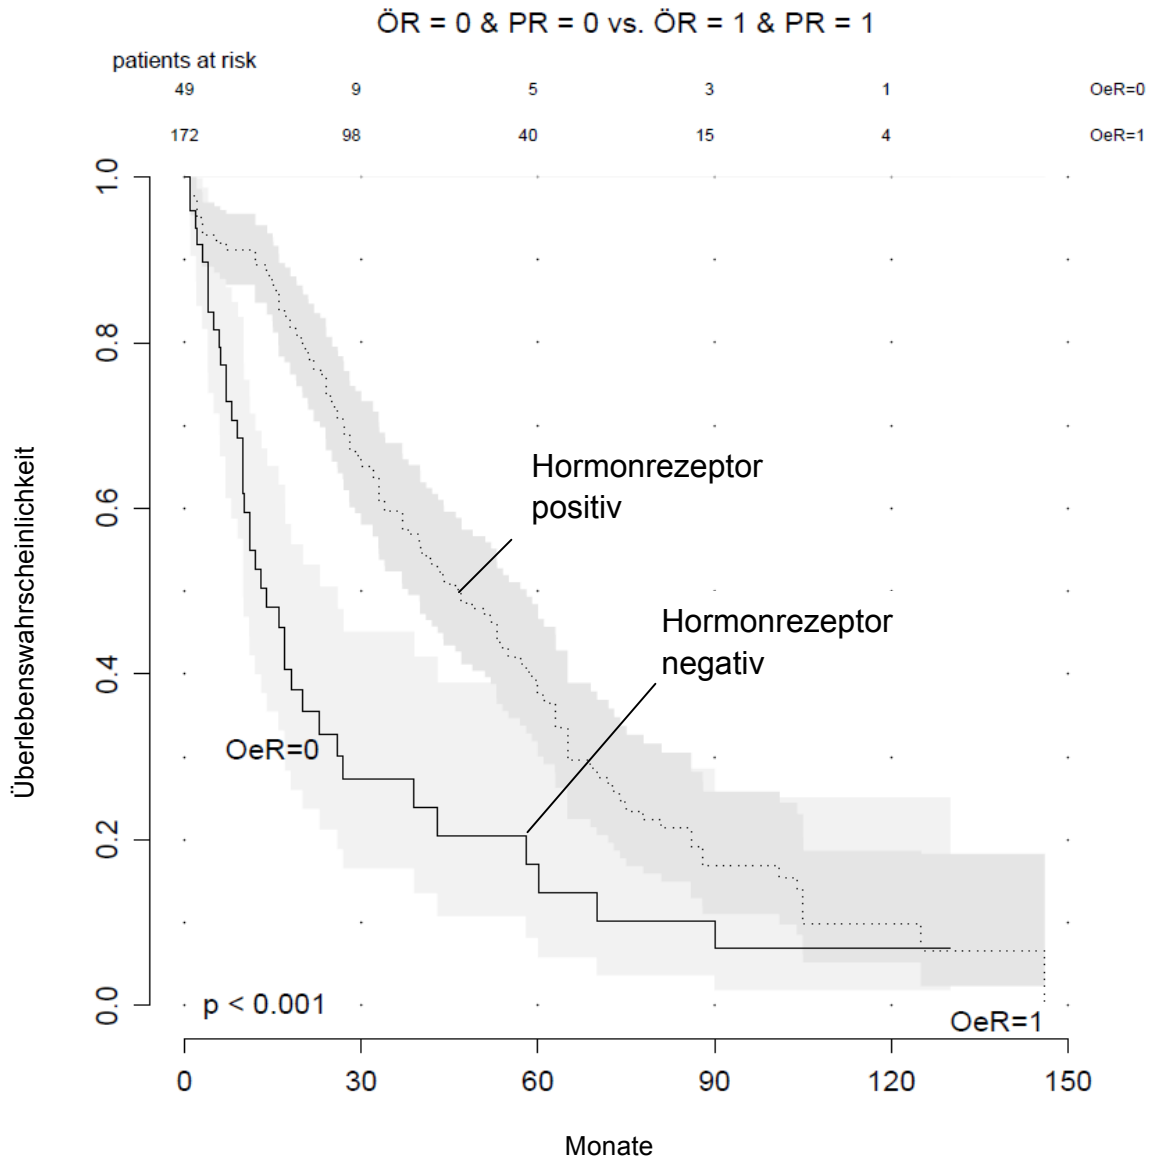 ÖR = 0 & PR = 0 vs. ÖR = 1 & PR = 1
patients at risk
49 9 5 3 1 OeR=0
172 98 40 15 4 OeR=1
1.0
0.8
0.6
0.4
0.2
0.0
Überlebenswahrscheinlichkeit
Hormonrezeptor
positiv
Hormonrezeptor
negativ
OeR=0
p < 0.001
OeR=1
0 30 60 90 120 150
Monate